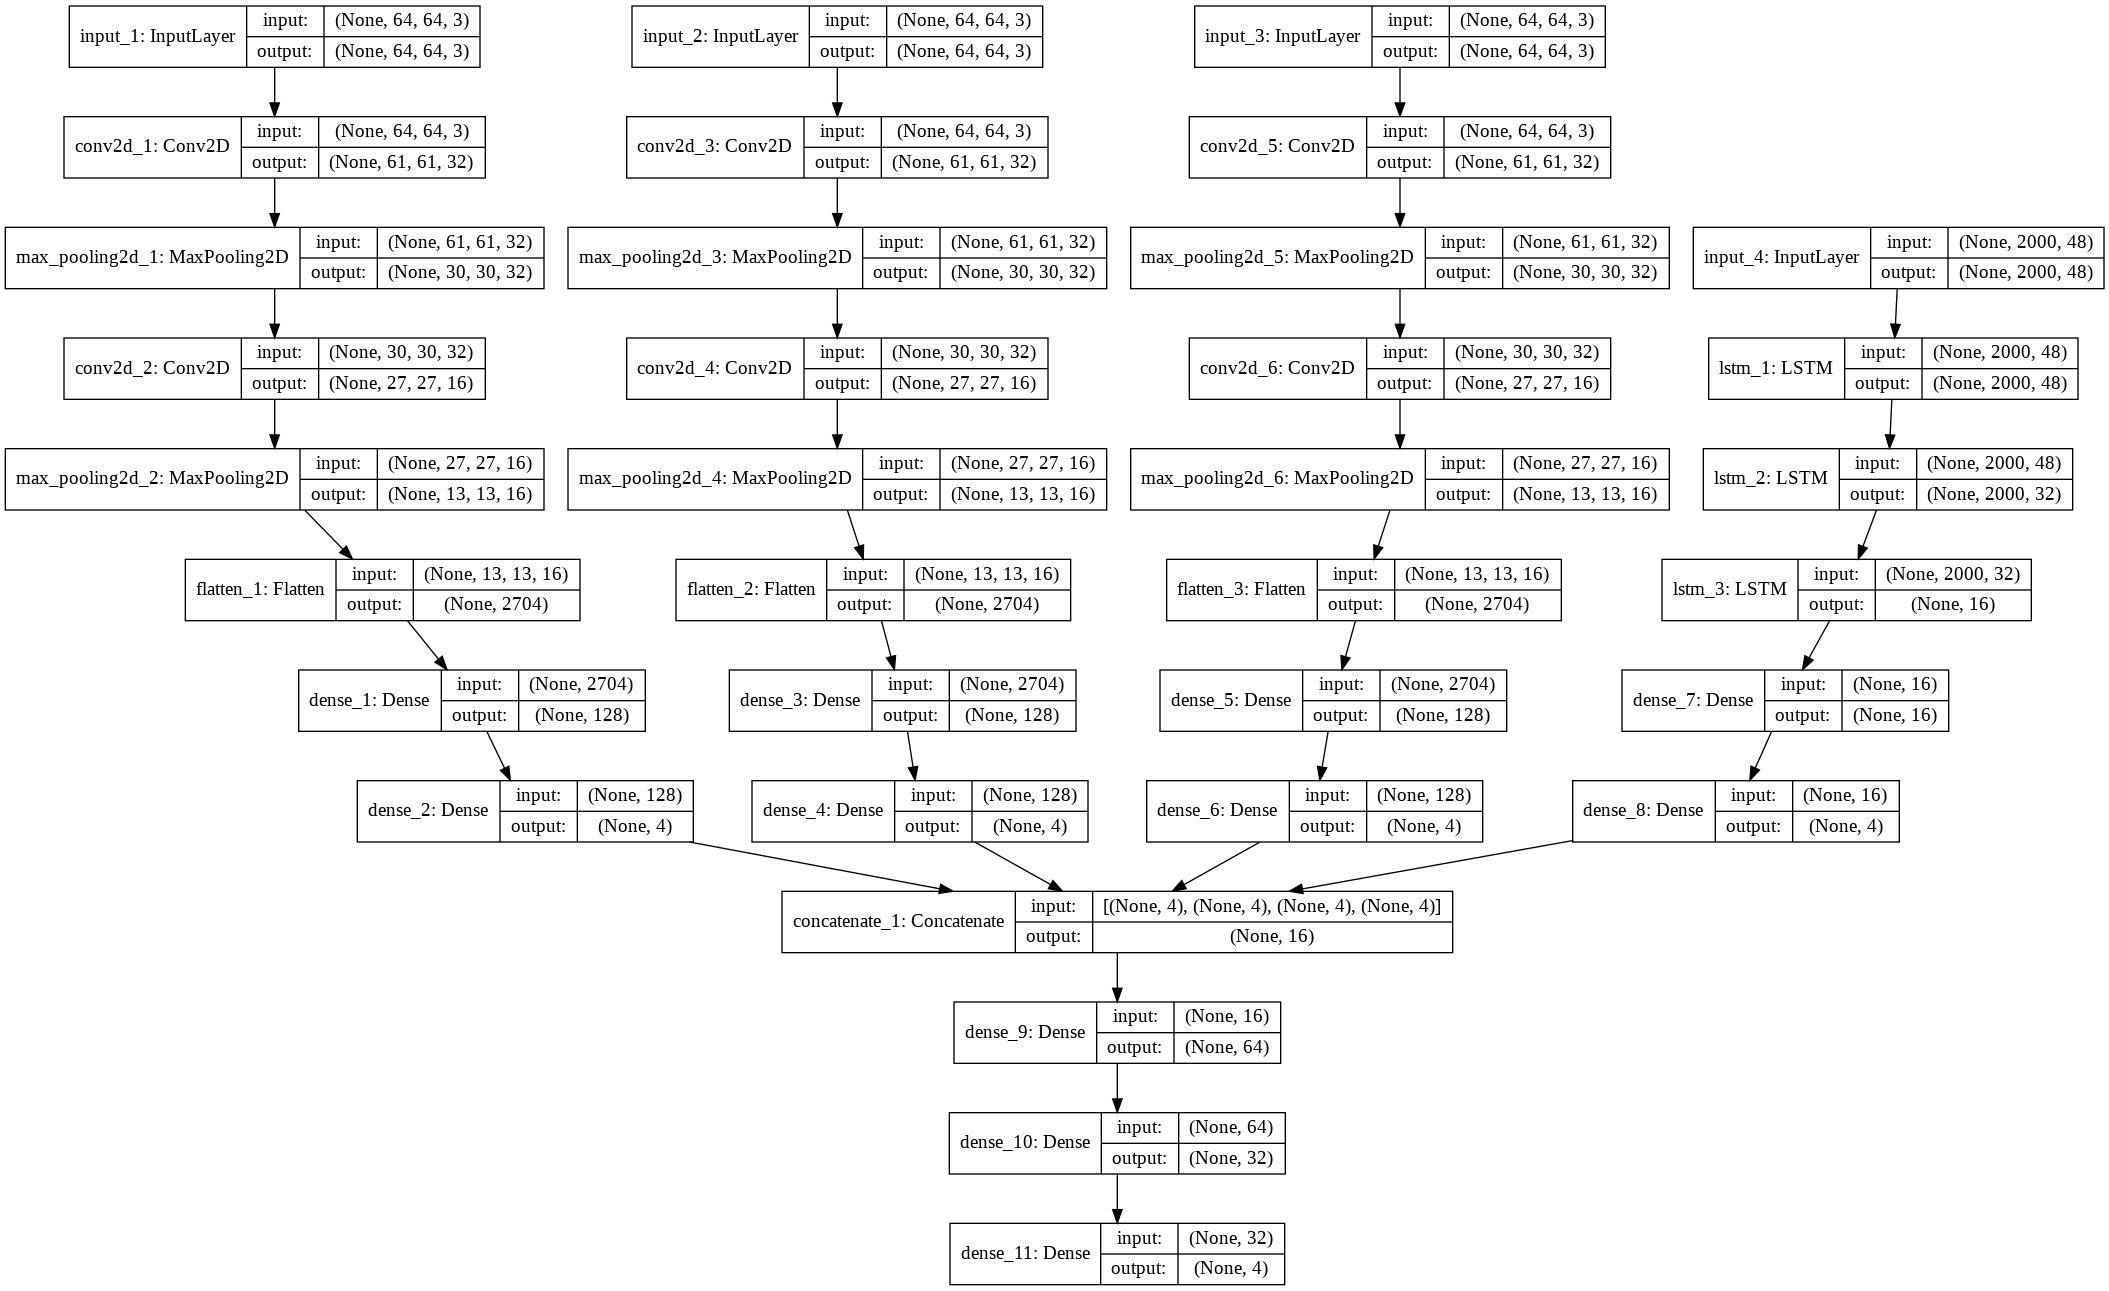 input_1: InputLayer
input: (None, 64, 64, 3)
output: (None, 64, 64, 3)
input_2: InputLayer
input: (None, 64, 64, 3)
output: (None, 64, 64, 3)
input_3: InputLayer
input: (None, 64, 64, 3)
output: (None, 64, 64, 3)
conv2d_1: Conv2D
input: (None, 64, 64, 3)
output: (None, 61, 61, 32)
conv2d_3: Conv2D
input: (None, 64, 64, 3)
output: (None, 61, 61, 32)
conv2d_5: Conv2D
input: (None, 64, 64, 3)
output: (None, 61, 61, 32)
max_pooling2d_1: MaxPooling2D
input: (None, 61, 61, 32)
output: (None, 30, 30, 32)
max_pooling2d_3: MaxPooling2D
input: (None, 61, 61, 32)
output: (None, 30, 30, 32)
max_pooling2d_5: MaxPooling2D
input: (None, 61, 61, 32)
output: (None, 30, 30, 32)
input_4: InputLayer
input: (None, 2000, 48)
output: (None, 2000, 48)
conv2d_2: Conv2D
input: (None, 30, 30, 32)
output: (None, 27, 27, 16)
conv2d_4: Conv2D
input: (None, 30, 30, 32)
output: (None, 27, 27, 16)
conv2d_6: Conv2D
input: (None, 30, 30, 32)
output: (None, 27, 27, 16)
lstm_1: LSTM
input: (None, 2000, 48)
output: (None, 2000, 48)
max_pooling2d_2: MaxPooling2D
input: (None, 27, 27, 16)
output: (None, 13, 13, 16)
max_pooling2d_4: MaxPooling2D
input: (None, 27, 27, 16)
output: (None, 13, 13, 16)
max_pooling2d_6: MaxPooling2D
input: (None, 27, 27, 16)
output: (None, 13, 13, 16)
lstm_2: LSTM
input: (None, 2000, 48)
output: (None, 2000, 32)
flatten_1: Flatten
input: (None, 13, 13, 16)
output: (None, 2704)
flatten_2: Flatten
input: (None, 13, 13, 16)
output: (None, 2704)
flatten_3: Flatten
input: (None, 13, 13, 16)
output: (None, 2704)
lstm_3: LSTM
input: (None, 2000, 32)
output: (None, 16)
dense_1: Dense
input: (None, 2704)
output: (None, 128)
dense_3: Dense
input: (None, 2704)
output: (None, 128)
dense_5: Dense
input: (None, 2704)
output: (None, 128)
dense_7: Dense
input: (None, 16)
output: (None, 16)
dense_2: Dense
input: (None, 128)
output: (None, 4)
dense_4: Dense
input: (None, 128)
output: (None, 4)
dense_6: Dense
input: (None, 128)
output: (None, 4)
dense_8: Dense
input: (None, 16)
output: (None, 4)
concatenate_1: Concatenate
input: [(None, 4), (None, 4), (None, 4), (None, 4)]
output: (None, 16)
dense_9: Dense
input: (None, 16)
output: (None, 64)
dense_10: Dense
input: (None, 64)
output: (None, 32)
dense_11: Dense
input: (None, 32)
output: (None, 4)